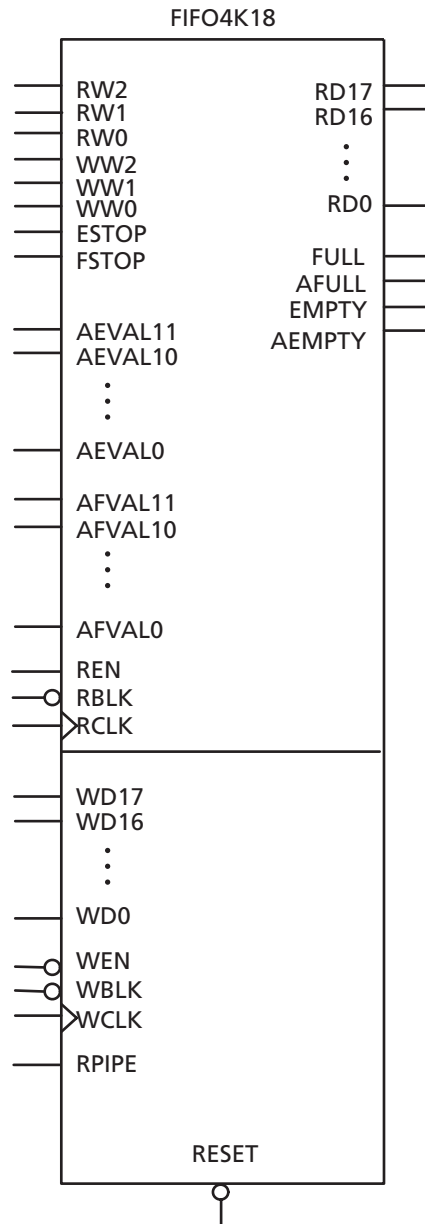 FIFO4K18
RW2
RW1
RW0
WW2
WW1
WW0
ESTOP
FSTOP
AEVAL11
AEVAL10
AEVAL0
AFVAL11
AFVAL10
AFVAL0
REN
RBLK
RCLK
WD17
WD16
WD0
WEN
WBLK
WCLK
RPIPE
RD17
RD16
RD0
FULL
AFULL
EMPTY
AEMPTY
RESET